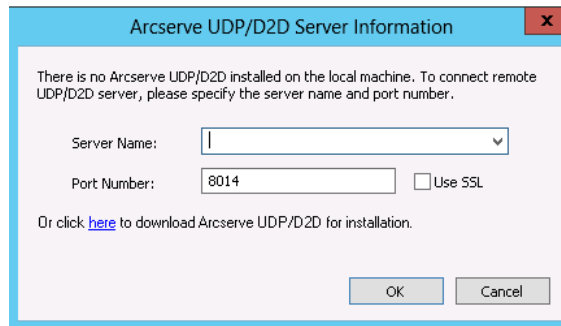 Arcserve UDP/D2D Server Information
x
There is no Arcserve UDP/D2D installed on the local machine. To connect remote
UDP/D2D server, please specify the server name and port number.
Server Name:
Port Number: 8014 Use SSL
Or click here to download Arcserve UDP/D2D for installation.
OK Cancel